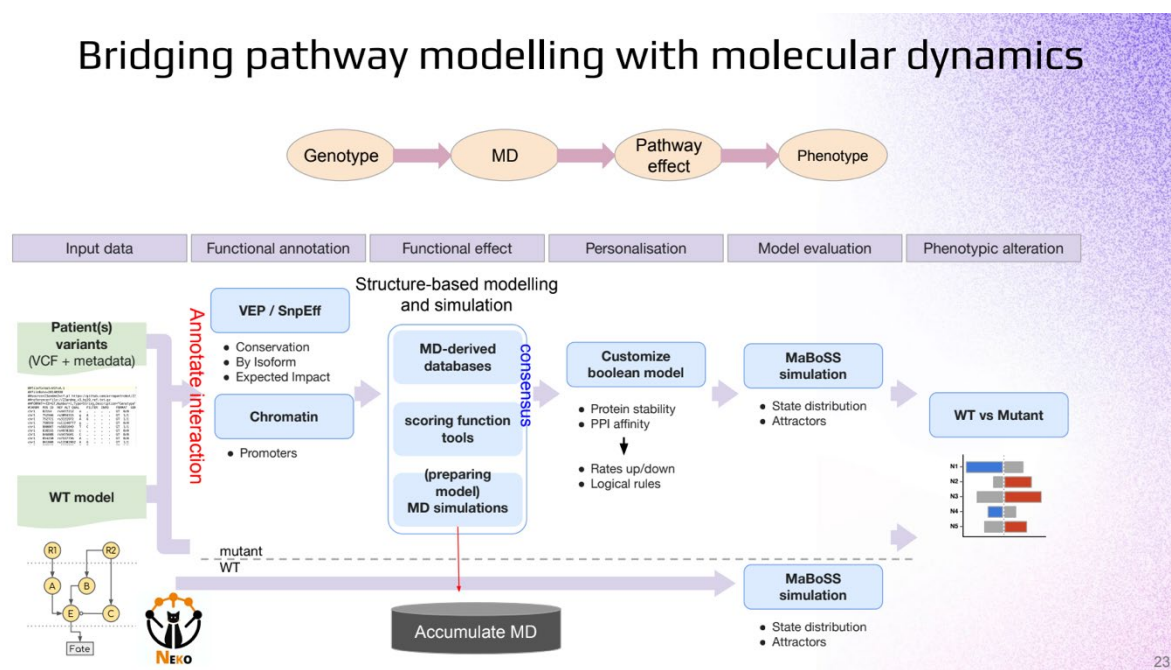 Bridging pathway modelling with molecular dynamics
Genotype
MD
Pathway
effect
Phenotype
Input data
Functional annotation
Functional effect
Personalisation
Model evaluation
Phenotypic alteration
Patient(s)
variants
(VCF + metadata)
WT model
R1
R2
A
B
E
C
Fate
NEKO
Annotate interaction
VEP / SnpEff
● Conservation
● By Isoform
● Expected Impact
Chromatin
● Promoters
Structure-based modelling
and simulation
MD-derived
databases
scoring function
tools
(preparing
model)
MD simulations
consensus
Customize
boolean model
● Protein stability
● PPI affinity
● Rates up/down
● Logical rules
MaBoSS
simulation
● State distribution
● Attractors
WT vs Mutant
N1
N2
N3
N4
N5
mutant
WT
Accumulate MD
MaBoSS
simulation
● State distribution
● Attractors
23